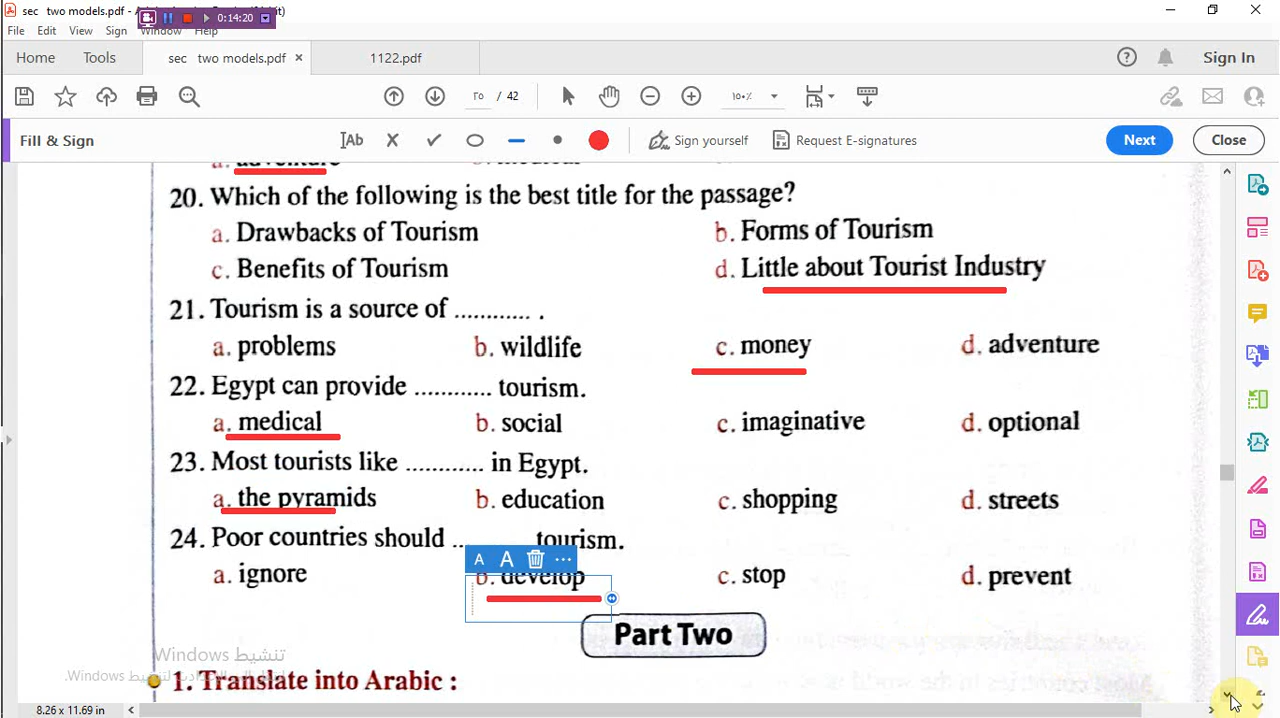 sec two models.pdf
0:14:20
File Edit View Sign Window Help
Home Tools sec two models.pdf × 1122.pdf Sign In
٢٥ / 42 ١٥٠٪
Fill & Sign Ab Sign yourself Request E-signatures Next Close
a. adventure
20. Which of the following is the best title for the passage?
a. Drawbacks of Tourism b. Forms of Tourism
c. Benefits of Tourism d. Little about Tourist Industry
21. Tourism is a source of ............ .
a. problems b. wildlife c. money d. adventure
22. Egypt can provide ............ tourism.
a. medical b. social c. imaginative d. optional
23. Most tourists like ............ in Egypt.
a. the pyramids b. education c. shopping d. streets
24. Poor countries should ... tourism.
A A ...
a. ignore b. develop c. stop d. prevent
Part Two
تنشيط Windows
1. Translate into Arabic :
8.26 x 11.69 in